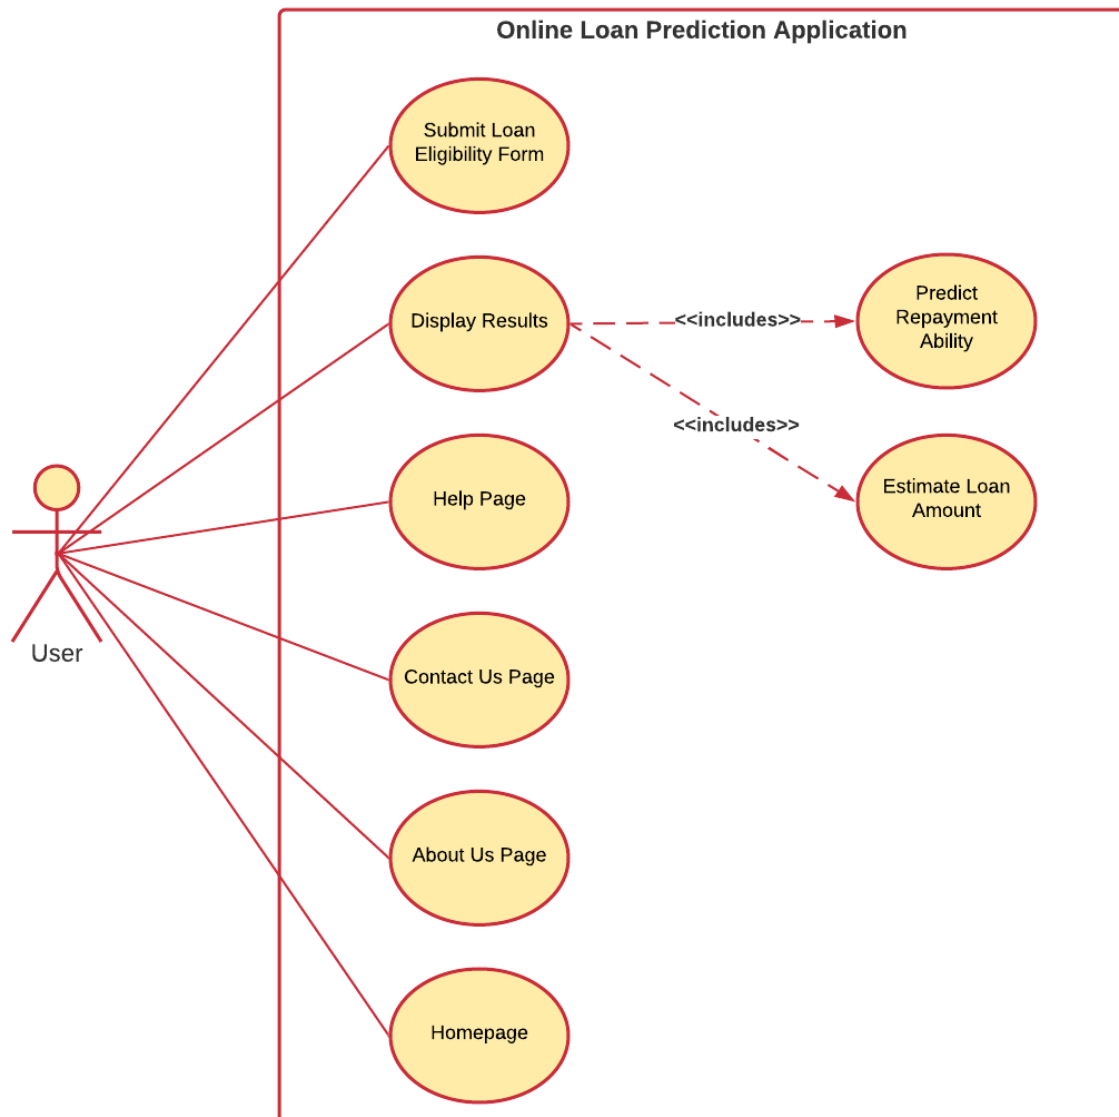 Online Loan Prediction Application
Submit Loan
Eligibility Form
Display Results
<<includes>>
Predict
Repayment
Ability
<<includes>>
Estimate Loan
Amount
Help Page
User
Contact Us Page
About Us Page
Homepage